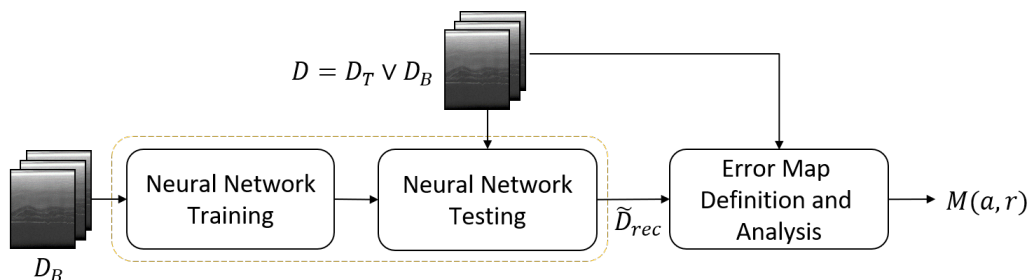 D = D_T ∨ D_B
Neural Network
Training
Neural Network
Testing
Error Map
Definition and
Analysis
D̃_rec
M(a, r)
D_B